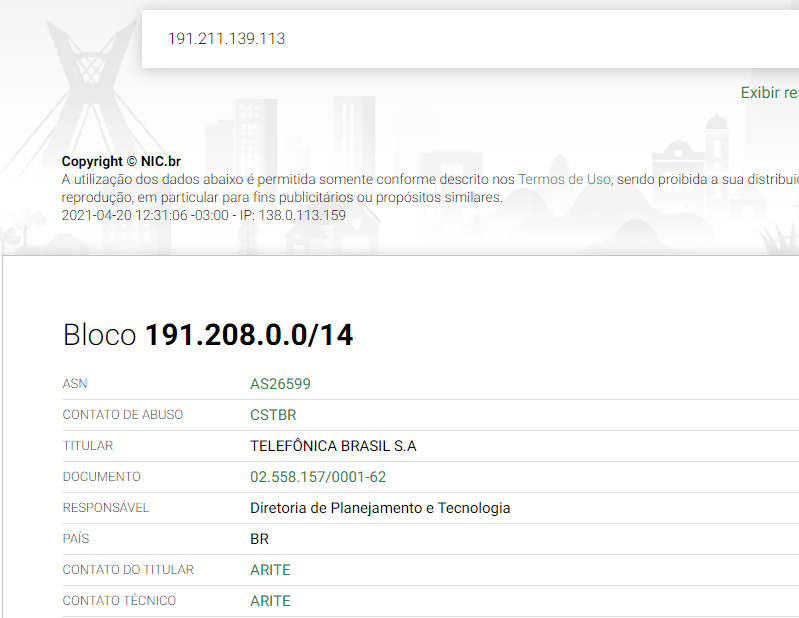 191.211.139.113
Exibir re
Copyright © NIC.br
A utilização dos dados abaixo é permitida somente conforme descrito nos Termos de Uso, sendo proibida a sua distribui
reprodução, em particular para fins publicitários ou propósitos similares.
2021-04-20 12:31:06 -03:00 - IP: 138.0.113.159
Bloco 191.208.0.0/14
ASN AS26599
CONTATO DE ABUSO CSTBR
TITULAR TELEFÔNICA BRASIL S.A
DOCUMENTO 02.558.157/0001-62
RESPONSÁVEL Diretoria de Planejamento e Tecnologia
PAÍS BR
CONTATO DO TITULAR ARITE
CONTATO TÉCNICO ARITE